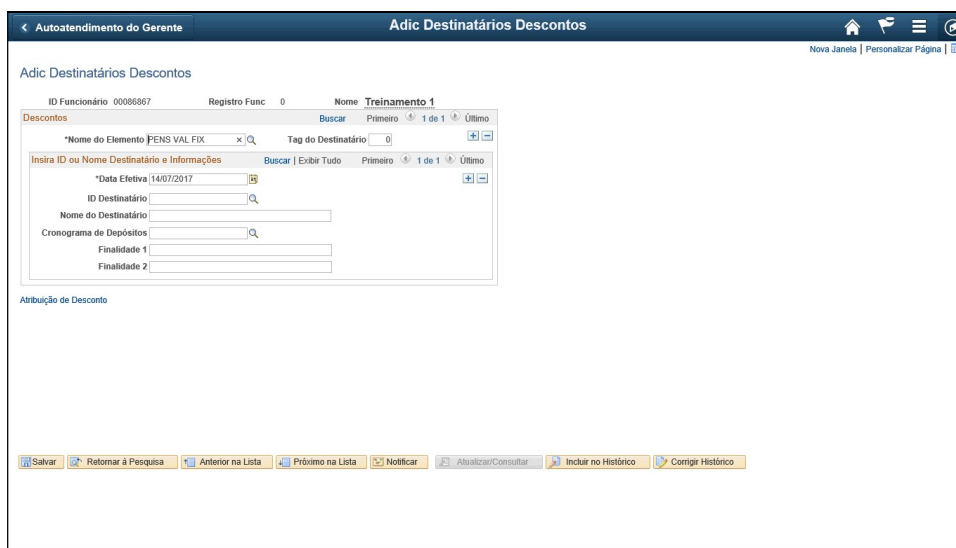 Autoatendimento do Gerente Adic Destinatários Descontos
Nova Janela | Personalizar Página |
Adic Destinatários Descontos
ID Funcionário 00086867 Registro Func 0 Nome Treinamento 1
Descontos Buscar Primeiro 1 de 1 Último
*Nome do Elemento PENS VAL FIX × Tag do Destinatário 0
Insira ID ou Nome Destinatário e Informações Buscar | Exibir Tudo Primeiro 1 de 1 Último
*Data Efetiva 14/07/2017
ID Destinatário
Nome do Destinatário
Cronograma de Depósitos
Finalidade 1
Finalidade 2
Atribuição de Desconto
Salvar Retornar à Pesquisa Anterior na Lista Próximo na Lista Notificar Atualizar/Consultar Incluir no Histórico Corrigir Histórico